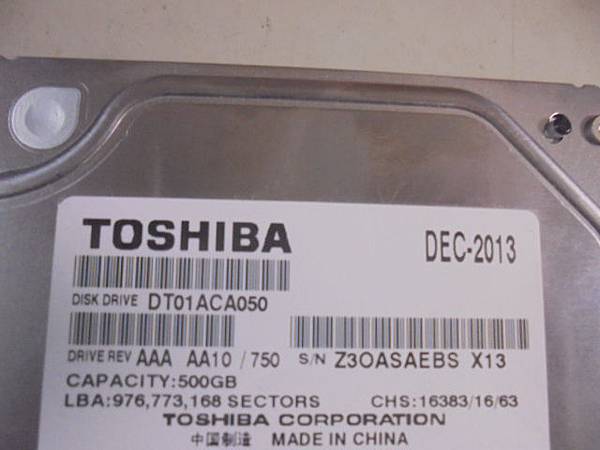 TOSHIBA
DEC-2013
DISK DRIVE DT01ACA050
DRIVE REV AAA AA10 / 750 S/N Z3OASAEBS X13
CAPACITY:500GB
LBA:976,773,168 SECTORS CHS:16383/16/63
TOSHIBA CORPORATION
中国制造 MADE IN CHINA